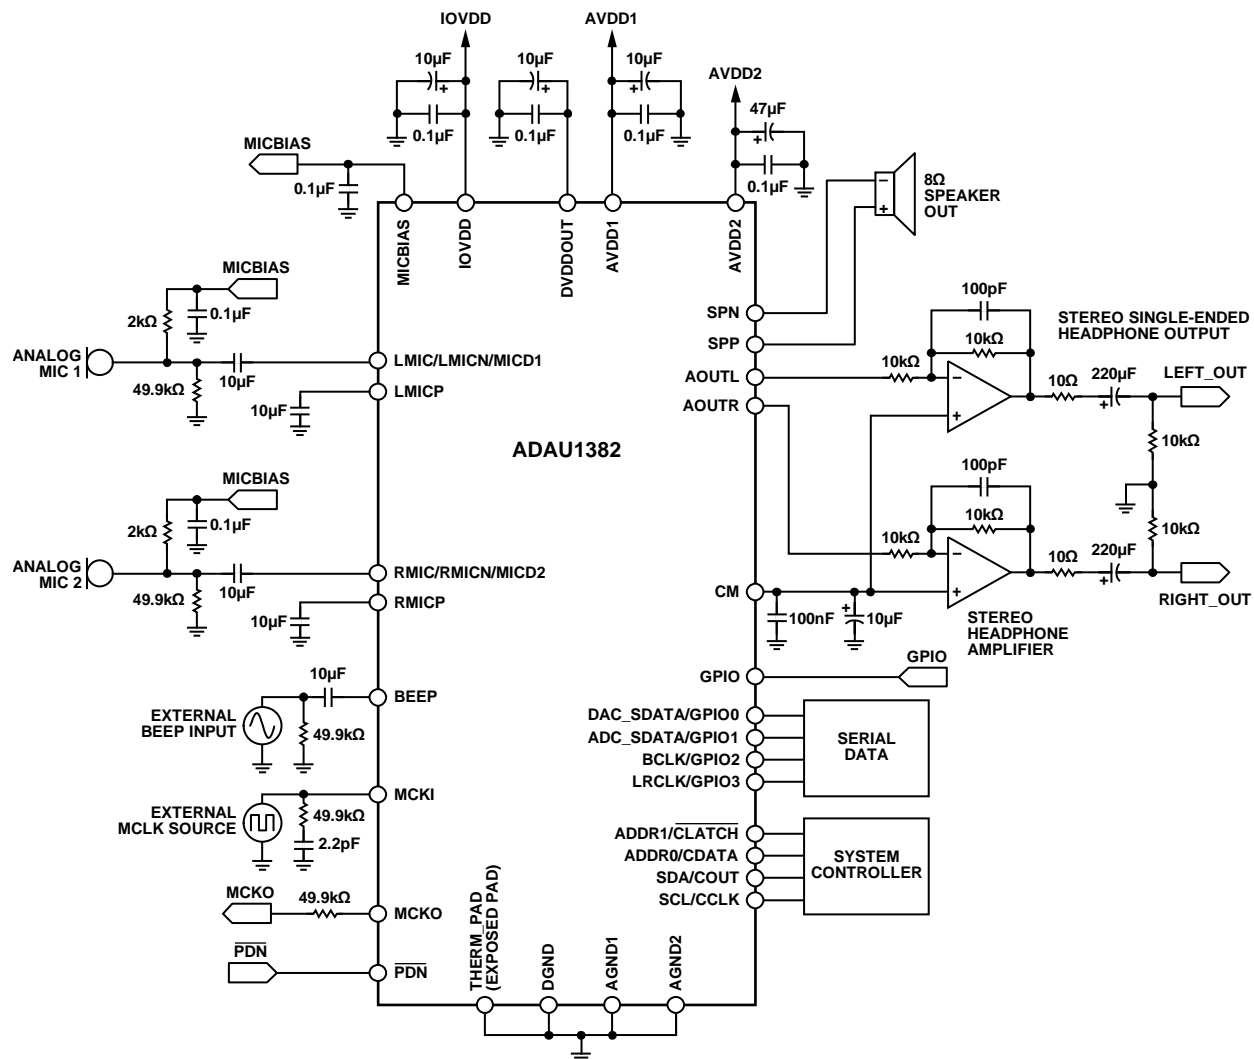 IOVDD
AVDD1
10µF
10µF
10µF
AVDD2
+
+
+
47µF
0.1µF
0.1µF
0.1µF
+
MICBIAS
0.1µF
0.1µF
–
+
8Ω
SPEAKER
OUT
MICBIAS
IOVDD
DVDDOUT
AVDD1
AVDD2
MICBIAS
2kΩ
0.1µF
ANALOG
MIC 1
49.9kΩ
10µF
LMIC/LMICN/MICD1
10µF
LMICP
SPN
SPP
AOUTL
AOUTR
100pF
10kΩ
10kΩ
–
+
STEREO SINGLE-ENDED
HEADPHONE OUTPUT
10Ω
220µF
+
LEFT_OUT
10kΩ
ADAU1382
MICBIAS
2kΩ
0.1µF
ANALOG
MIC 2
49.9kΩ
10µF
RMIC/RMICN/MICD2
10µF
RMICP
100pF
10kΩ
10kΩ
–
+
10kΩ
10Ω
220µF
+
RIGHT_OUT
CM
100nF
+
10µF
STEREO
HEADPHONE
AMPLIFIER
GPIO
GPIO
10µF
BEEP
EXTERNAL
BEEP INPUT
49.9kΩ
DAC_SDATA/GPIO0
ADC_SDATA/GPIO1
BCLK/GPIO2
LRCLK/GPIO3
SERIAL
DATA
MCKI
EXTERNAL
MCLK SOURCE
49.9kΩ
2.2pF
ADDR1/CLATCH
ADDR0/CDATA
SDA/COUT
SCL/CCLK
SYSTEM
CONTROLLER
MCKO
49.9kΩ
MCKO
PDN
PDN
THERM_PAD
(EXPOSED PAD)
DGND
AGND1
AGND2